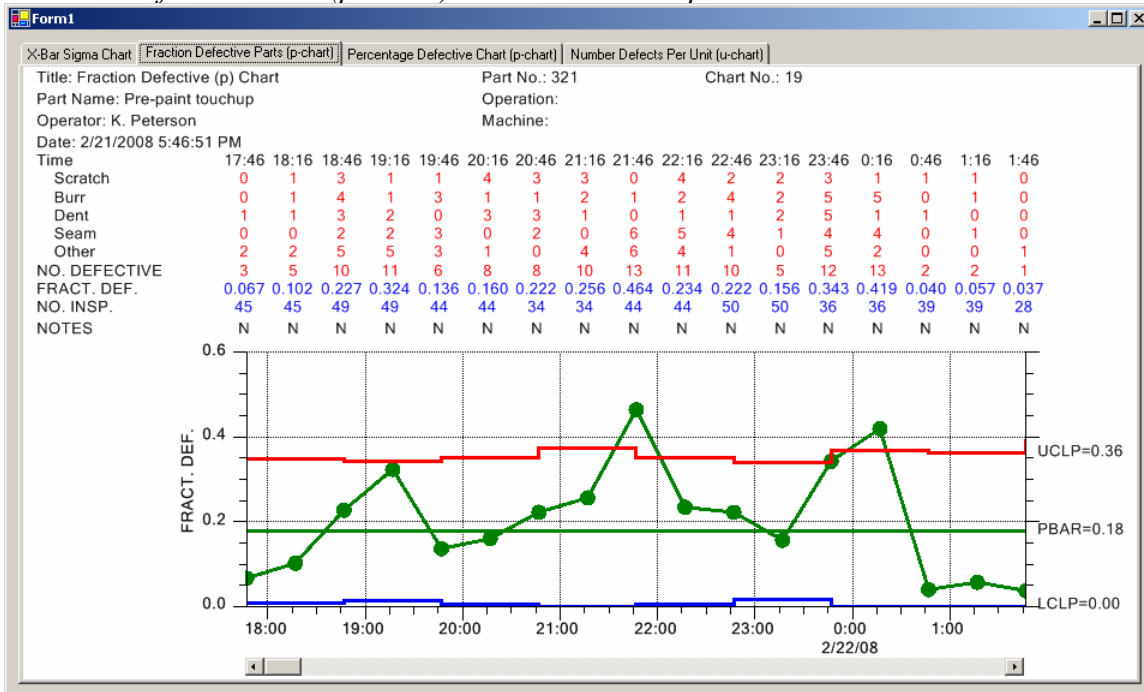 Form1
X-Bar Sigma Chart Fraction Defective Parts (p-chart) Percentage Defective Chart (p-chart) Number Defects Per Unit (u-chart)
Title: Fraction Defective (p) Chart Part No.: 321 Chart No.: 19
Part Name: Pre-paint touchup Operation:
Operator: K. Peterson Machine:
Date: 2/21/2008 5:46:51 PM
Time 17:46 18:16 18:46 19:16 19:46 20:16 20:46 21:16 21:46 22:16 22:46 23:16 23:46 0:16 0:46 1:16 1:46
Scratch 0 1 3 1 1 4 3 3 0 4 2 2 3 1 1 1 0
Burr 0 1 4 1 3 1 1 2 1 2 4 2 5 5 0 1 0
Dent 1 1 3 2 0 3 3 1 0 1 1 2 5 1 1 0 0
Seam 0 0 2 2 3 0 2 0 6 5 4 1 4 4 0 1 0
Other 2 2 5 5 3 1 0 4 6 4 1 0 5 2 0 0 1
NO. DEFECTIVE 3 5 10 11 6 8 8 10 13 11 10 5 12 13 2 2 1
FRACT. DEF. 0.067 0.102 0.227 0.324 0.136 0.160 0.222 0.256 0.464 0.234 0.222 0.156 0.343 0.419 0.040 0.057 0.037
NO. INSP. 45 45 49 49 44 44 34 34 44 44 50 50 36 36 39 39 28
NOTES N N N N N N N N N N N N N N N N N
0.6
0.4
UCLP=0.36
FRACT. DEF.
0.2
PBAR=0.18
0.0
LCLP=0.00
18:00 19:00 20:00 21:00 22:00 23:00 0:00 1:00
2/22/08